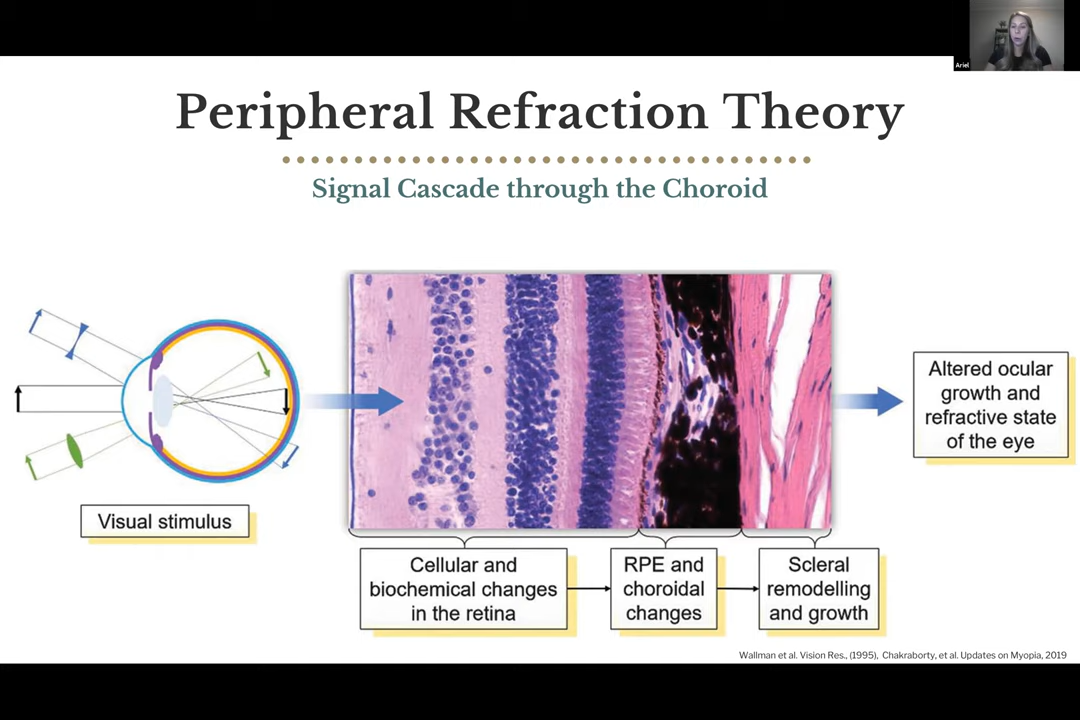 Ariel
Peripheral Refraction Theory
Signal Cascade through the Choroid
Visual stimulus
Altered ocular
growth and
refractive state
of the eye
Cellular and
biochemical changes
in the retina
RPE and
choroidal
changes
Scleral
remodelling
and growth
Wallman et al. Vision Res., (1995), Chakraborty, et al. Updates on Myopia, 2019